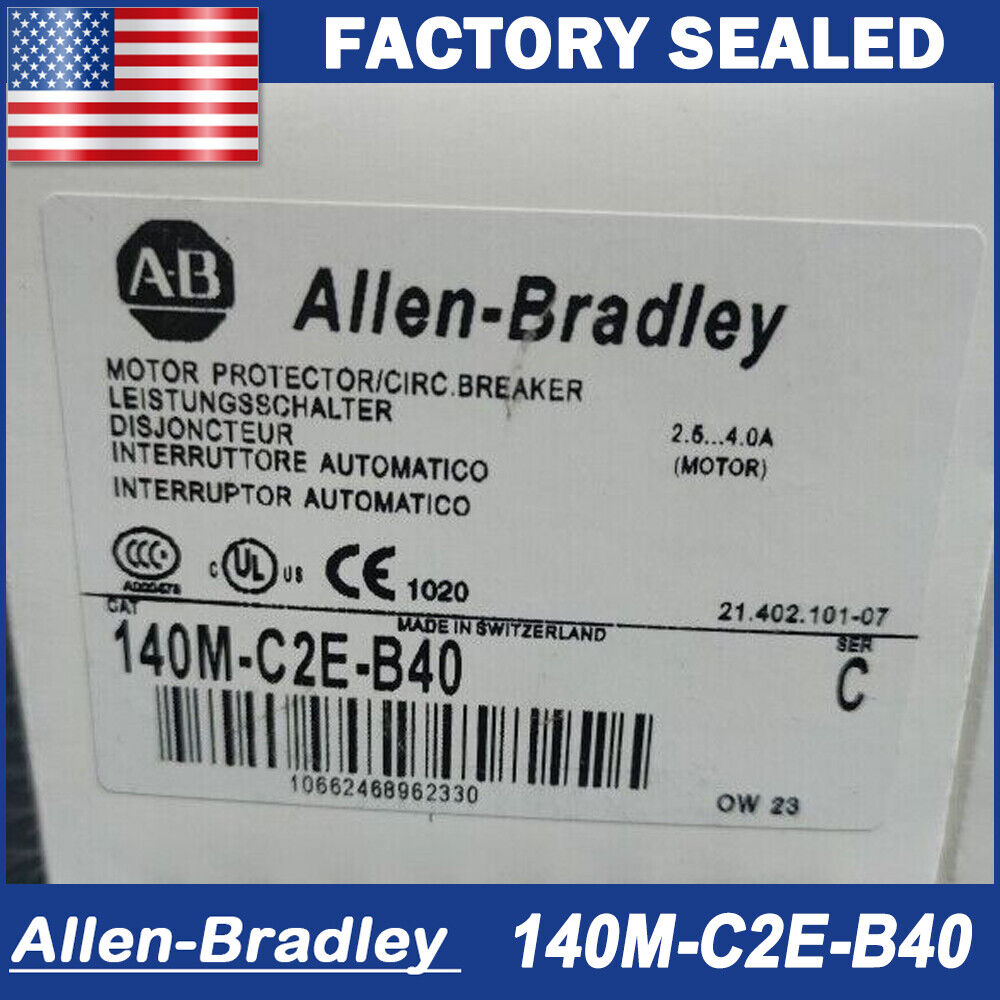 FACTORY SEALED
A-B Allen-Bradley
MOTOR PROTECTOR/CIRC.BREAKER
LEISTUNGSSCHALTER
DISJONCTEUR 2.5...4.0A
INTERRUTTORE AUTOMATICO (MOTOR)
INTERRUPTOR AUTOMATICO
CCC C UL US CE 1020
21.402.101-07
CAT MADE IN SWITZERLAND SER
140M-C2E-B40 C
10662468962330
OW 23
Allen-Bradley 140M-C2E-B40